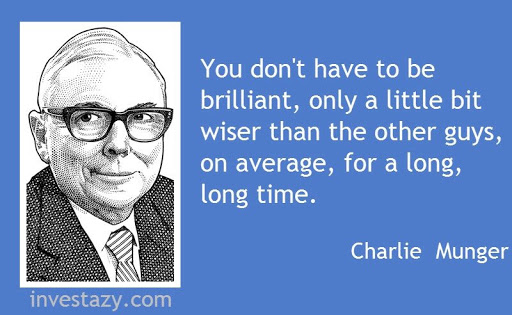 You don't have to be
brilliant, only a little bit
wiser than the other guys,
on average, for a long,
long time.
Charlie Munger
investazy.com